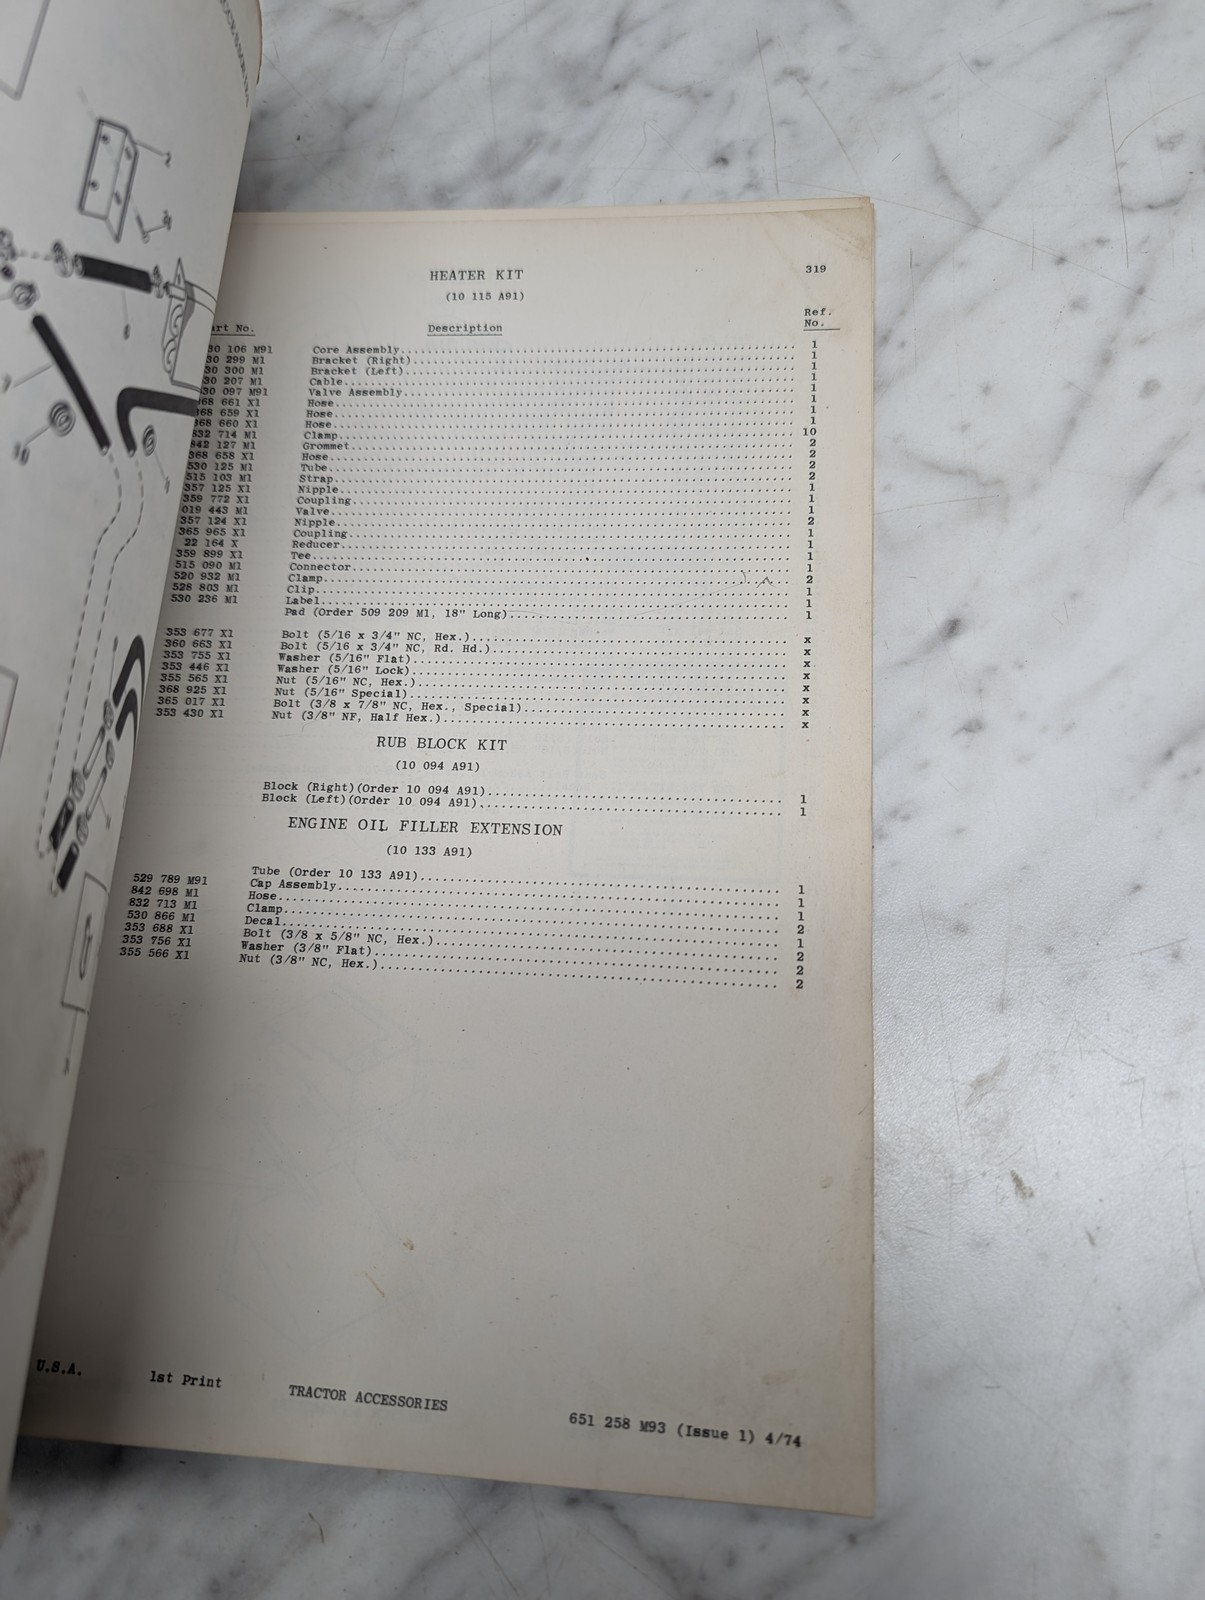 319
HEATER KIT
(10 115 A91)
art No. Description Ref. No.
30 106 M91 Core Assembly........ 1
30 299 M1 Bracket (Right)........ 1
30 300 M1 Bracket (Left)........ 1
30 207 M1 Cable........ 1
30 097 M91 Valve Assembly........ 1
68 661 X1 Hose........ 1
68 659 X1 Hose........ 1
368 660 X1 Hose........ 1
832 714 M1 Clamp........ 10
842 127 M1 Grommet........ 2
368 658 X1 Hose........ 2
530 125 M1 Tube........ 2
515 103 M1 Strap........ 2
357 125 X1 Nipple........ 1
359 772 X1 Coupling........ 1
019 443 M1 Valve........ 1
357 124 X1 Nipple........ 2
365 965 X1 Coupling........ 1
22 164 X Reducer........ 1
359 899 X1 Tee........ 1
515 090 M1 Connector........ 1
520 932 M1 Clamp........ 2
528 803 M1 Clip........ 1
530 236 M1 Label........ 1
Pad (Order 509 209 M1, 18" Long)........ 1
353 677 X1 Bolt (5/16 x 3/4" NC, Hex.)........ x
360 663 X1 Bolt (5/16 x 3/4" NC, Rd. Hd.)........ x
353 755 X1 Washer (5/16" Flat)........ x
353 446 X1 Washer (5/16" Lock)........ x
355 565 X1 Nut (5/16" NC, Hex.)........ x
368 925 X1 Nut (5/16" Special)........ x
365 017 X1 Bolt (3/8 x 7/8" NC, Hex., Special)........ x
353 430 X1 Nut (3/8" NF, Half Hex.)........ x
RUB BLOCK KIT
(10 094 A91)
Block (Right)(Order 10 094 A91)........ 1
Block (Left)(Order 10 094 A91)........ 1
ENGINE OIL FILLER EXTENSION
(10 133 A91)
Tube (Order 10 133 A91)........ 1
529 789 M91 Cap Assembly........ 1
842 698 M1 Hose........ 1
832 713 M1 Clamp........ 2
530 866 M1 Decal........ 1
353 688 X1 Bolt (3/8 x 5/8" NC, Hex.)........ 2
353 756 X1 Washer (3/8" Flat)........ 2
355 566 X1 Nut (3/8" NC, Hex.)........ 2
U.S.A. 1st Print TRACTOR ACCESSORIES 651 258 M93 (Issue 1) 4/74